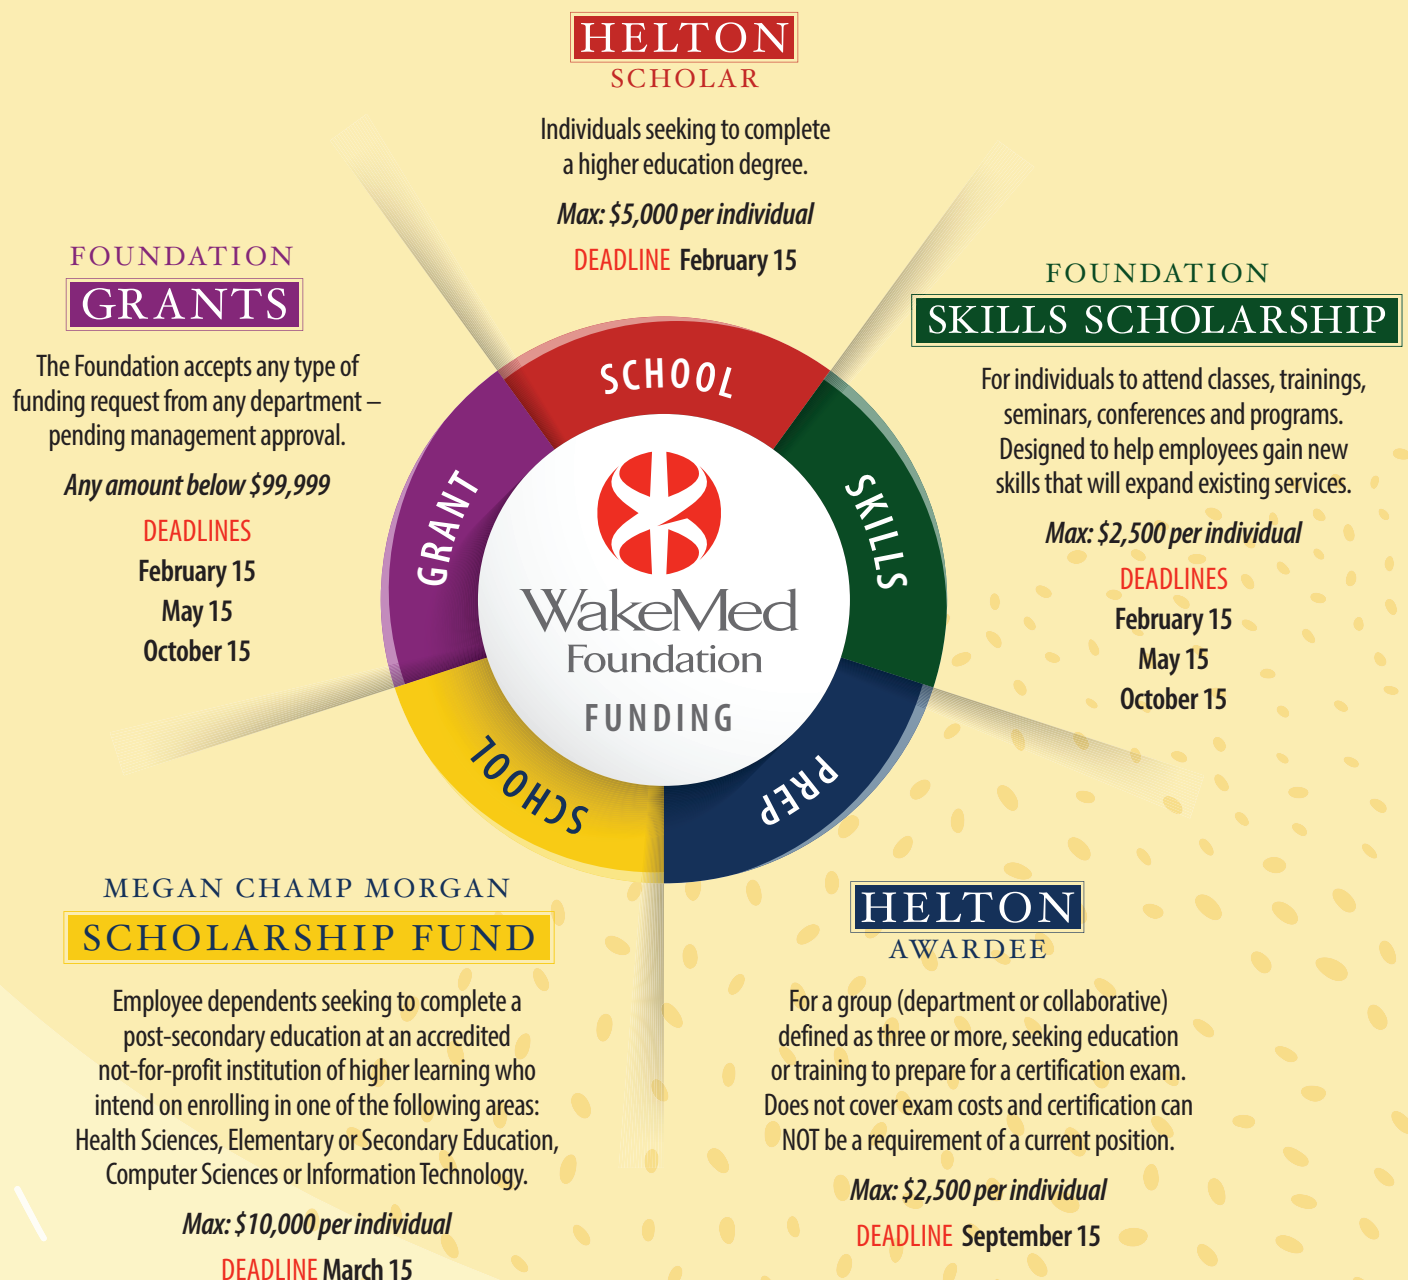 HELTON
SCHOLAR
Individuals seeking to complete
a higher education degree.
Max: $5,000 per individual
DEADLINE February 15
FOUNDATION
GRANTS
The Foundation accepts any type of
funding request from any department –
pending management approval.
Any amount below $99,999
DEADLINES
February 15
May 15
October 15
FOUNDATION
SKILLS SCHOLARSHIP
For individuals to attend classes, trainings,
seminars, conferences and programs.
Designed to help employees gain new
skills that will expand existing services.
Max: $2,500 per individual
DEADLINES
February 15
May 15
October 15
SCHOOL
GRANT
SKILLS
WakeMed
Foundation
FUNDING
SCHOOL
PREP
MEGAN CHAMP MORGAN
SCHOLARSHIP FUND
Employee dependents seeking to complete a
post-secondary education at an accredited
not-for-profit institution of higher learning who
intend on enrolling in one of the following areas:
Health Sciences, Elementary or Secondary Education,
Computer Sciences or Information Technology.
Max: $10,000 per individual
DEADLINE March 15
HELTON
AWARDEE
For a group (department or collaborative)
defined as three or more, seeking education
or training to prepare for a certification exam.
Does not cover exam costs and certification can
NOT be a requirement of a current position.
Max: $2,500 per individual
DEADLINE September 15